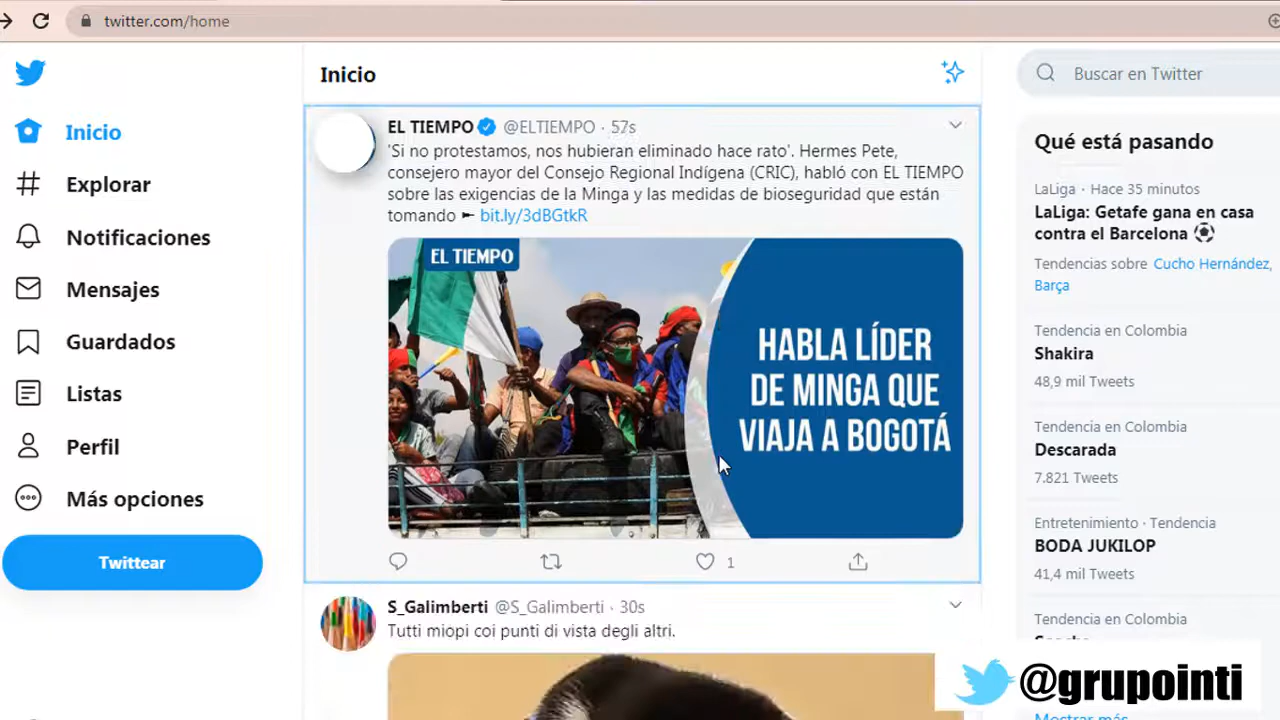 twitter.com/home
Inicio
Explorar
Notificaciones
Mensajes
Guardados
Listas
Perfil
Más opciones
Twittear
Inicio
EL TIEMPO @ELTIEMPO · 57s
'Si no protestamos, nos hubieran eliminado hace rato'. Hermes Pete,
consejero mayor del Consejo Regional Indígena (CRIC), habló con EL TIEMPO
sobre las exigencias de la Minga y las medidas de bioseguridad que están
tomando ► bit.ly/3dBGtkR
EL TIEMPO
HABLA LÍDER
DE MINGA QUE
VIAJA A BOGOTÁ
1
S_Galimberti @S_Galimberti · 30s
Tutti miopi coi punti di vista degli altri.
Buscar en Twitter
Qué está pasando
LaLiga · Hace 35 minutos
LaLiga: Getafe gana en casa
contra el Barcelona ⚽
Tendencias sobre Cucho Hernández,
Barça
Tendencia en Colombia
Shakira
48,9 mil Tweets
Tendencia en Colombia
Descarada
7.821 Tweets
Entretenimiento · Tendencia
BODA JUKILOP
41,4 mil Tweets
Tendencia en Colombia
@grupointi
Mostrar más